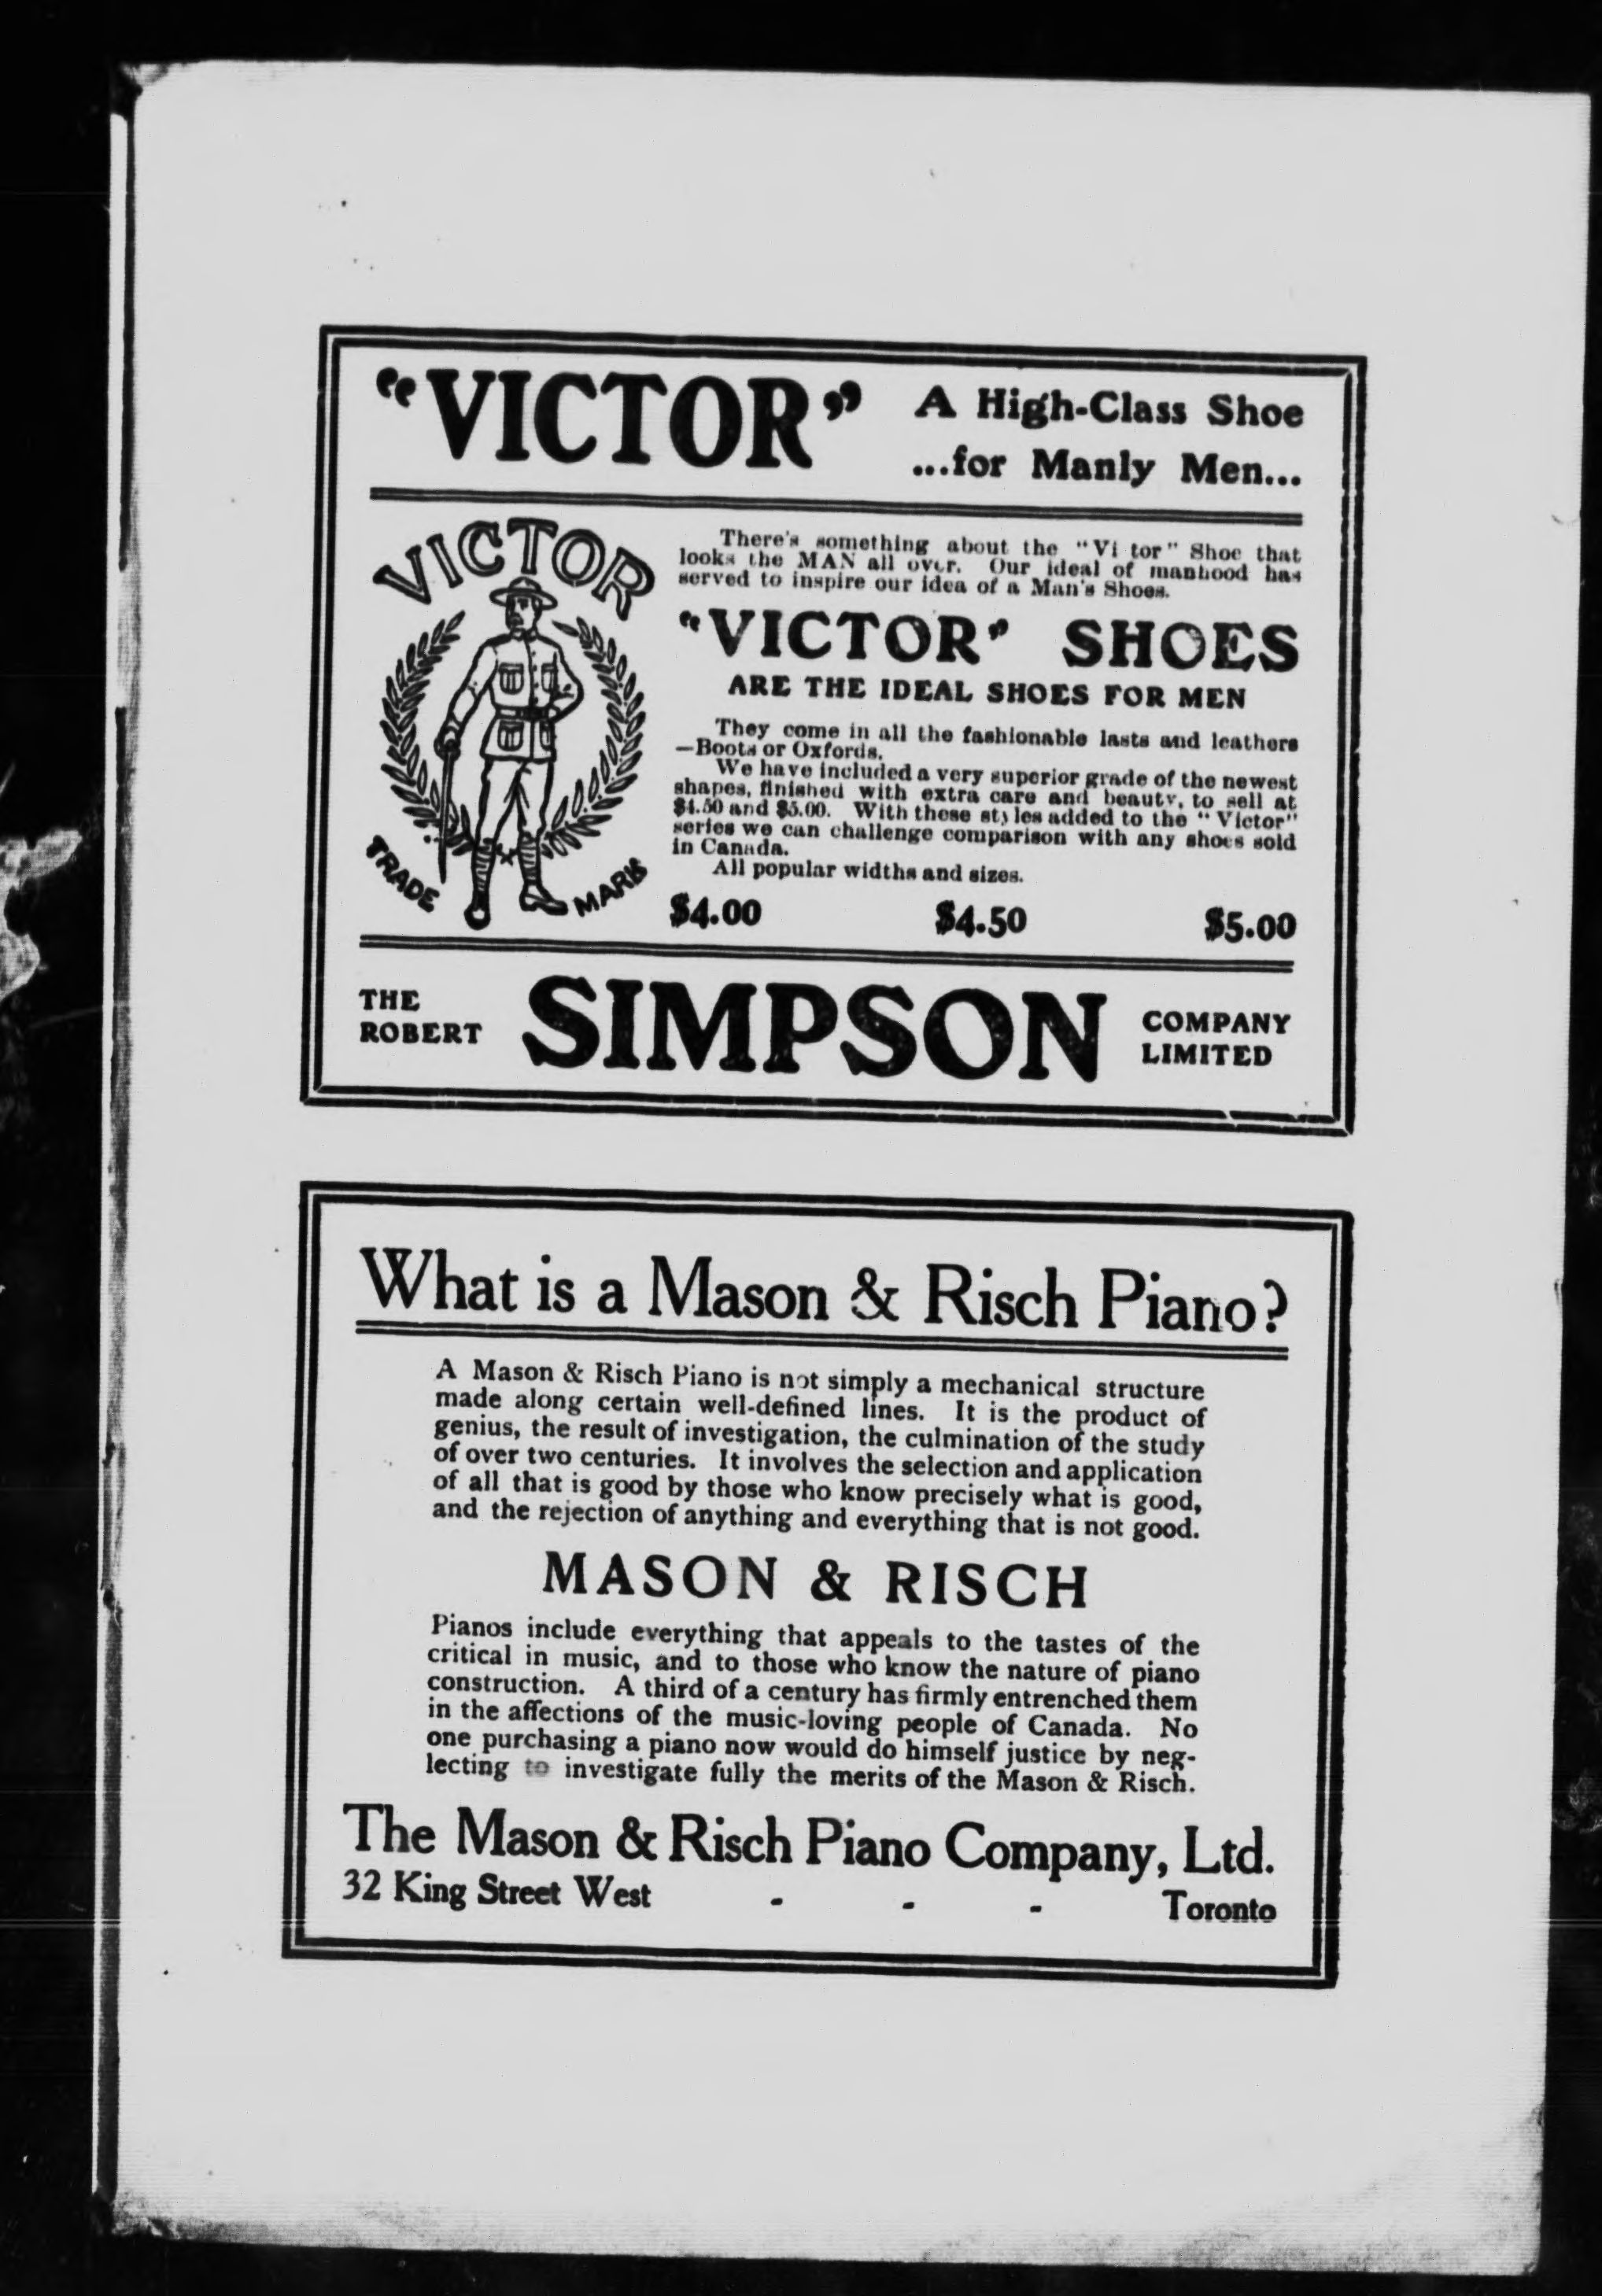 "VICTOR" A High-Class Shoe
...for Manly Men...
VICTOR
TRADE MARK
There's something about the "Vi tor" Shoe that
looks the MAN all over. Our ideal of manhood has
served to inspire our idea of a Man's Shoes.
"VICTOR" SHOES
ARE THE IDEAL SHOES FOR MEN
They come in all the fashionable lasts and leathers
—Boots or Oxfords.
We have included a very superior grade of the newest
shapes, finished with extra care and beauty, to sell at
$4.50 and $5.00. With these styles added to the "Victor"
series we can challenge comparison with any shoes sold
in Canada.
All popular widths and sizes.
$4.00 $4.50 $5.00
THE
ROBERT
SIMPSON
COMPANY
LIMITED
What is a Mason & Risch Piano?
A Mason & Risch Piano is not simply a mechanical structure
made along certain well-defined lines. It is the product of
genius, the result of investigation, the culmination of the study
of over two centuries. It involves the selection and application
of all that is good by those who know precisely what is good,
and the rejection of anything and everything that is not good.
MASON & RISCH
Pianos include everything that appeals to the tastes of the
critical in music, and to those who know the nature of piano
construction. A third of a century has firmly entrenched them
in the affections of the music-loving people of Canada. No
one purchasing a piano now would do himself justice by neg-
lecting to investigate fully the merits of the Mason & Risch.
The Mason & Risch Piano Company, Ltd.
32 King Street West - - - Toronto